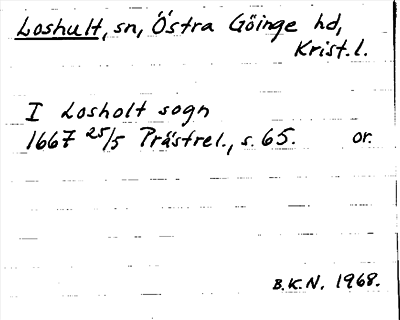 Loshult, sn, Östra Göinge hd,
Krist. l.
I Losholt sogn
1667 25/5 Prästrel., s. 65. or.
B.K.N. 1968.